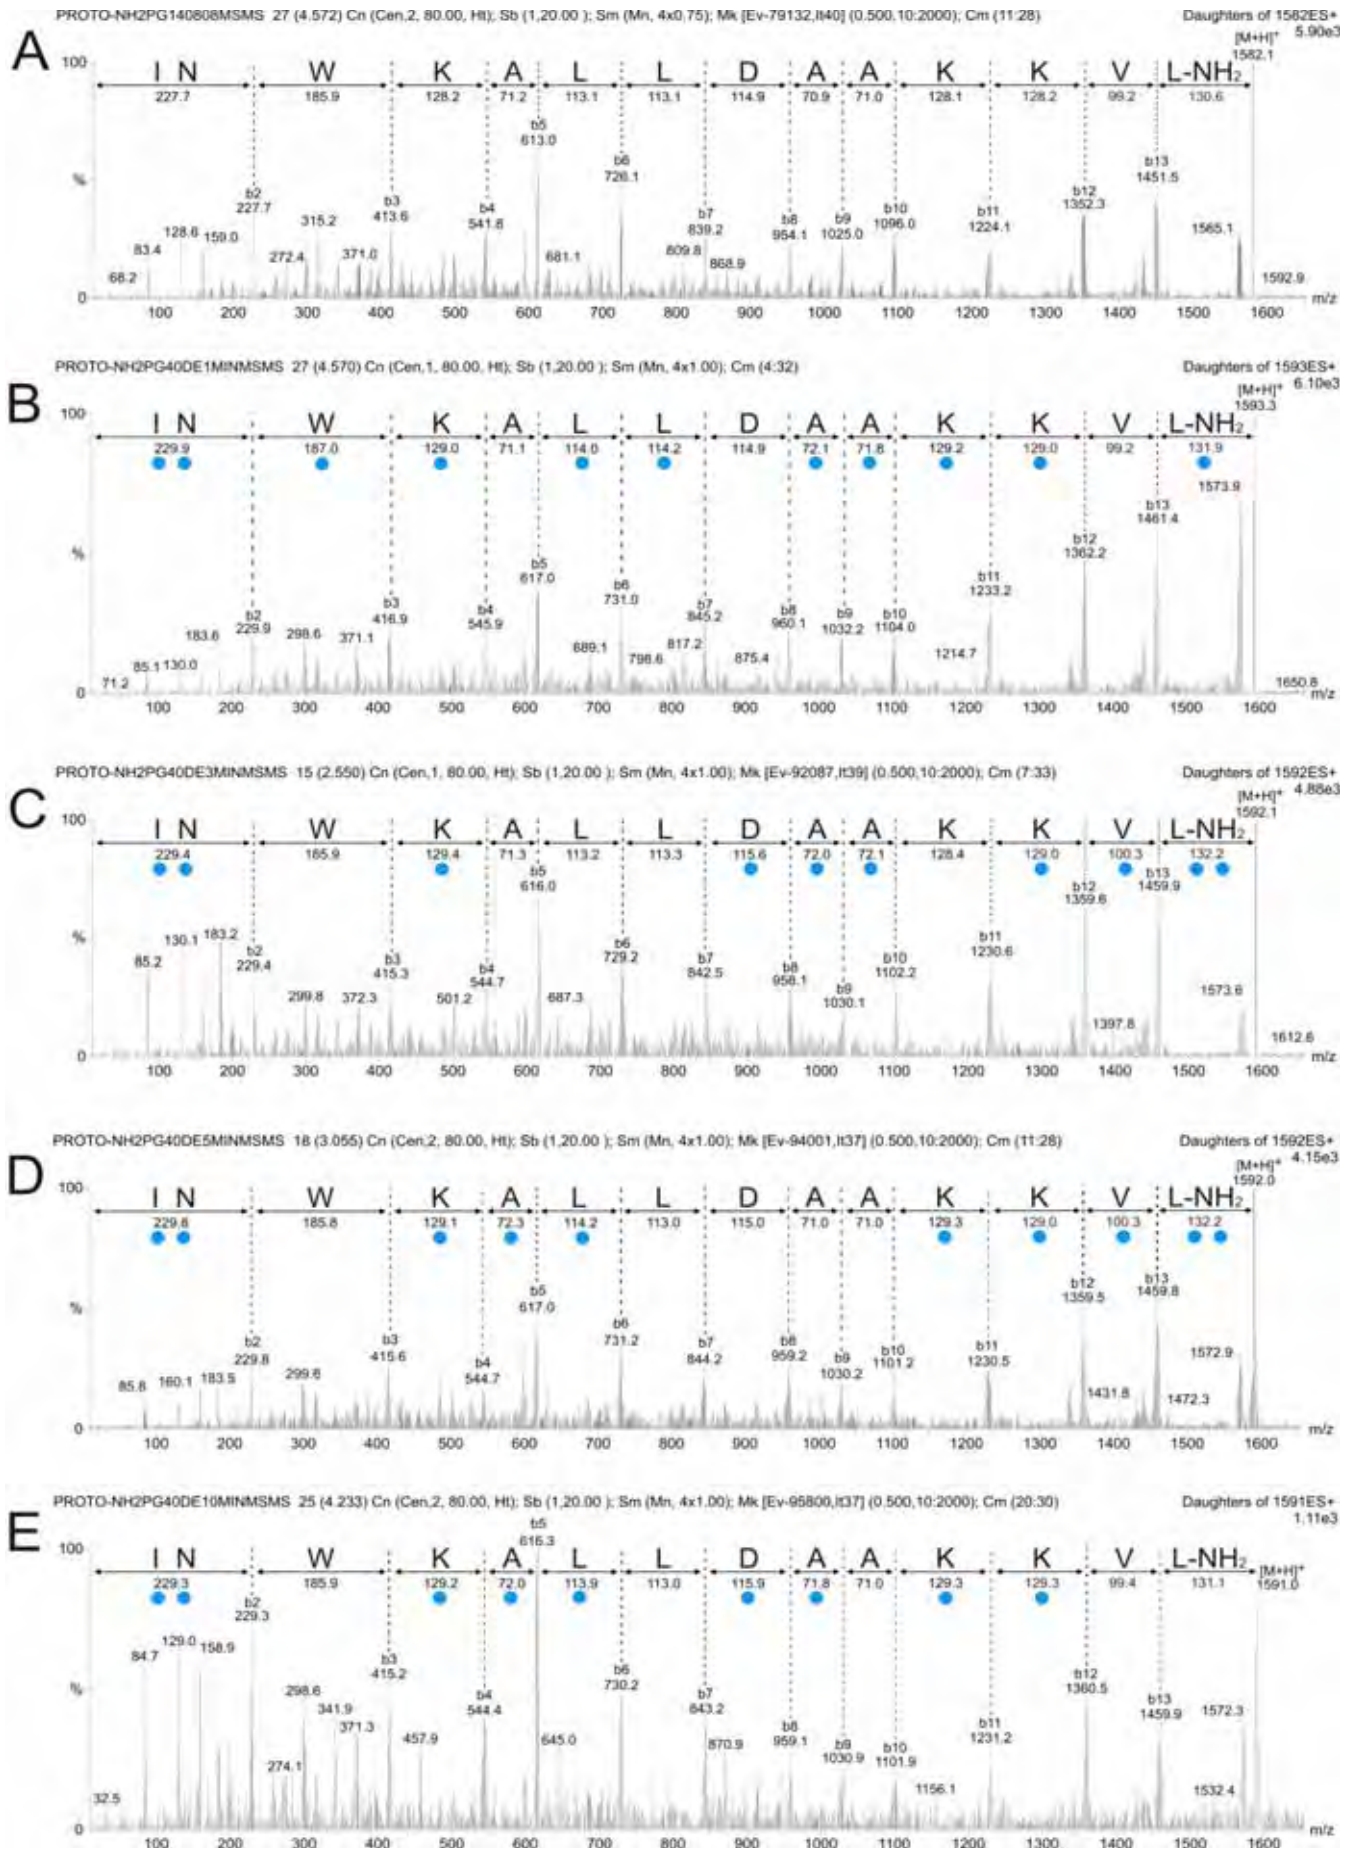 PROTO-NH2PG140808MSMS 27 (4.572) Cn (Cen,2, 80.00, Ht); Sb (1,20.00 ); Sm (Mn, 4x0.75); Mk [Ev-79132,It40] (0.500,10:2000); Cm (11:28)
Daughters of 1582ES+
5.90e3
A
[M+H]+
1582.1
100
I N W K A L L D A A K K V L-NH2
227.7 185.9 128.2 71.2 113.1 113.1 114.9 70.9 71.0 128.1 128.2 99.2 130.6
b5
613.0
b6
726.1
b13
1451.5
%
b2
227.7
b12
1352.3
b3
413.6
b4
541.8
b7
839.2
b8
954.1
b9
1025.0
b10
1096.0
b11
1224.1
68.2 83.4 128.6 159.0 272.4 315.2 371.0 681.1 809.8 868.9 1565.1 1592.9
0
100 200 300 400 500 600 700 800 900 1000 1100 1200 1300 1400 1500 1600 m/z
PROTO-NH2PG40DE1MINMSMS 27 (4.570) Cn (Cen,1, 80.00, Ht); Sb (1,20.00 ); Sm (Mn, 4x1.00); Cm (4:32)
Daughters of 1593ES+
6.10e3
B
[M+H]+
1593.3
100
I N W K A L L D A A K K V L-NH2
229.9 187.0 129.0 71.1 114.0 114.2 114.9 72.1 71.8 129.2 129.0 99.2 131.9
1573.9
b13
1461.4
%
b12
1362.2
b5
617.0
b6
731.0
b11
1233.2
b2
229.9
b3
416.9
b4
545.9
b7
845.2
b8
960.1
b9
1032.2
b10
1104.0
71.2 85.1 130.0 183.6 298.6 371.1 689.1 798.6 817.2 875.4 1214.7 1650.8
0
100 200 300 400 500 600 700 800 900 1000 1100 1200 1300 1400 1500 1600 m/z
PROTO-NH2PG40DE3MINMSMS 15 (2.550) Cn (Cen,1, 80.00, Ht); Sb (1,20.00 ); Sm (Mn, 4x1.00); Mk [Ev-92087,It39] (0.500,10:2000); Cm (7:33)
Daughters of 1592ES+
4.88e3
C
[M+H]+
1592.1
100
I N W K A L L D A A K K V L-NH2
229.4 185.9 129.4 71.3 113.2 113.3 115.6 72.0 72.1 128.4 129.0 100.3 132.2
b5
616.0
b12
1359.6
b13
1459.9
%
b2
229.4
b3
415.3
b4
544.7
b6
729.2
b7
842.5
b8
958.1
b9
1030.1
b10
1102.2
b11
1230.6
85.2 130.1 183.2 299.8 372.3 501.2 687.3 1397.8 1573.6 1612.6
0
100 200 300 400 500 600 700 800 900 1000 1100 1200 1300 1400 1500 1600 m/z
PROTO-NH2PG40DE5MINMSMS 18 (3.055) Cn (Cen,2, 80.00, Ht); Sb (1,20.00 ); Sm (Mn, 4x1.00); Mk [Ev-94001,It37] (0.500,10:2000); Cm (11:28)
Daughters of 1592ES+
4.15e3
D
[M+H]+
1592.0
100
I N W K A L L D A A K K V L-NH2
229.8 185.8 129.1 72.3 114.2 113.0 115.0 71.0 71.0 129.3 129.0 100.3 132.2
b5
617.0
b12
1359.5
b13
1459.8
%
b2
229.8
b3
415.6
b4
544.7
b6
731.2
b7
844.2
b8
959.2
b9
1030.2
b10
1101.2
b11
1230.5
85.8 160.1 183.5 299.6 1431.8 1472.3 1572.9
0
100 200 300 400 500 600 700 800 900 1000 1100 1200 1300 1400 1500 1600 m/z
PROTO-NH2PG40DE10MINMSMS 25 (4.233) Cn (Cen,2, 80.00, Ht); Sb (1,20.00 ); Sm (Mn, 4x1.00); Mk [Ev-95800,It37] (0.500,10:2000); Cm (20:30)
Daughters of 1591ES+
1.11e3
E
b5
616.3
100
I N W K A L L D A A K K V L-NH2
[M+H]+
1591.0
229.3 185.9 129.2 72.0 113.9 113.0 115.9 71.8 71.0 129.3 129.3 99.4 131.1
b2
229.3
%
b3
415.2
b4
544.4
b6
730.2
b7
843.2
b8
959.1
b9
1030.9
b10
1101.9
b11
1231.2
b12
1360.5
b13
1459.9
32.5 84.7 129.0 158.9 274.1 298.6 341.9 371.3 457.9 645.0 870.9 1156.1 1532.4 1572.3
0
100 200 300 400 500 600 700 800 900 1000 1100 1200 1300 1400 1500 1600 m/z